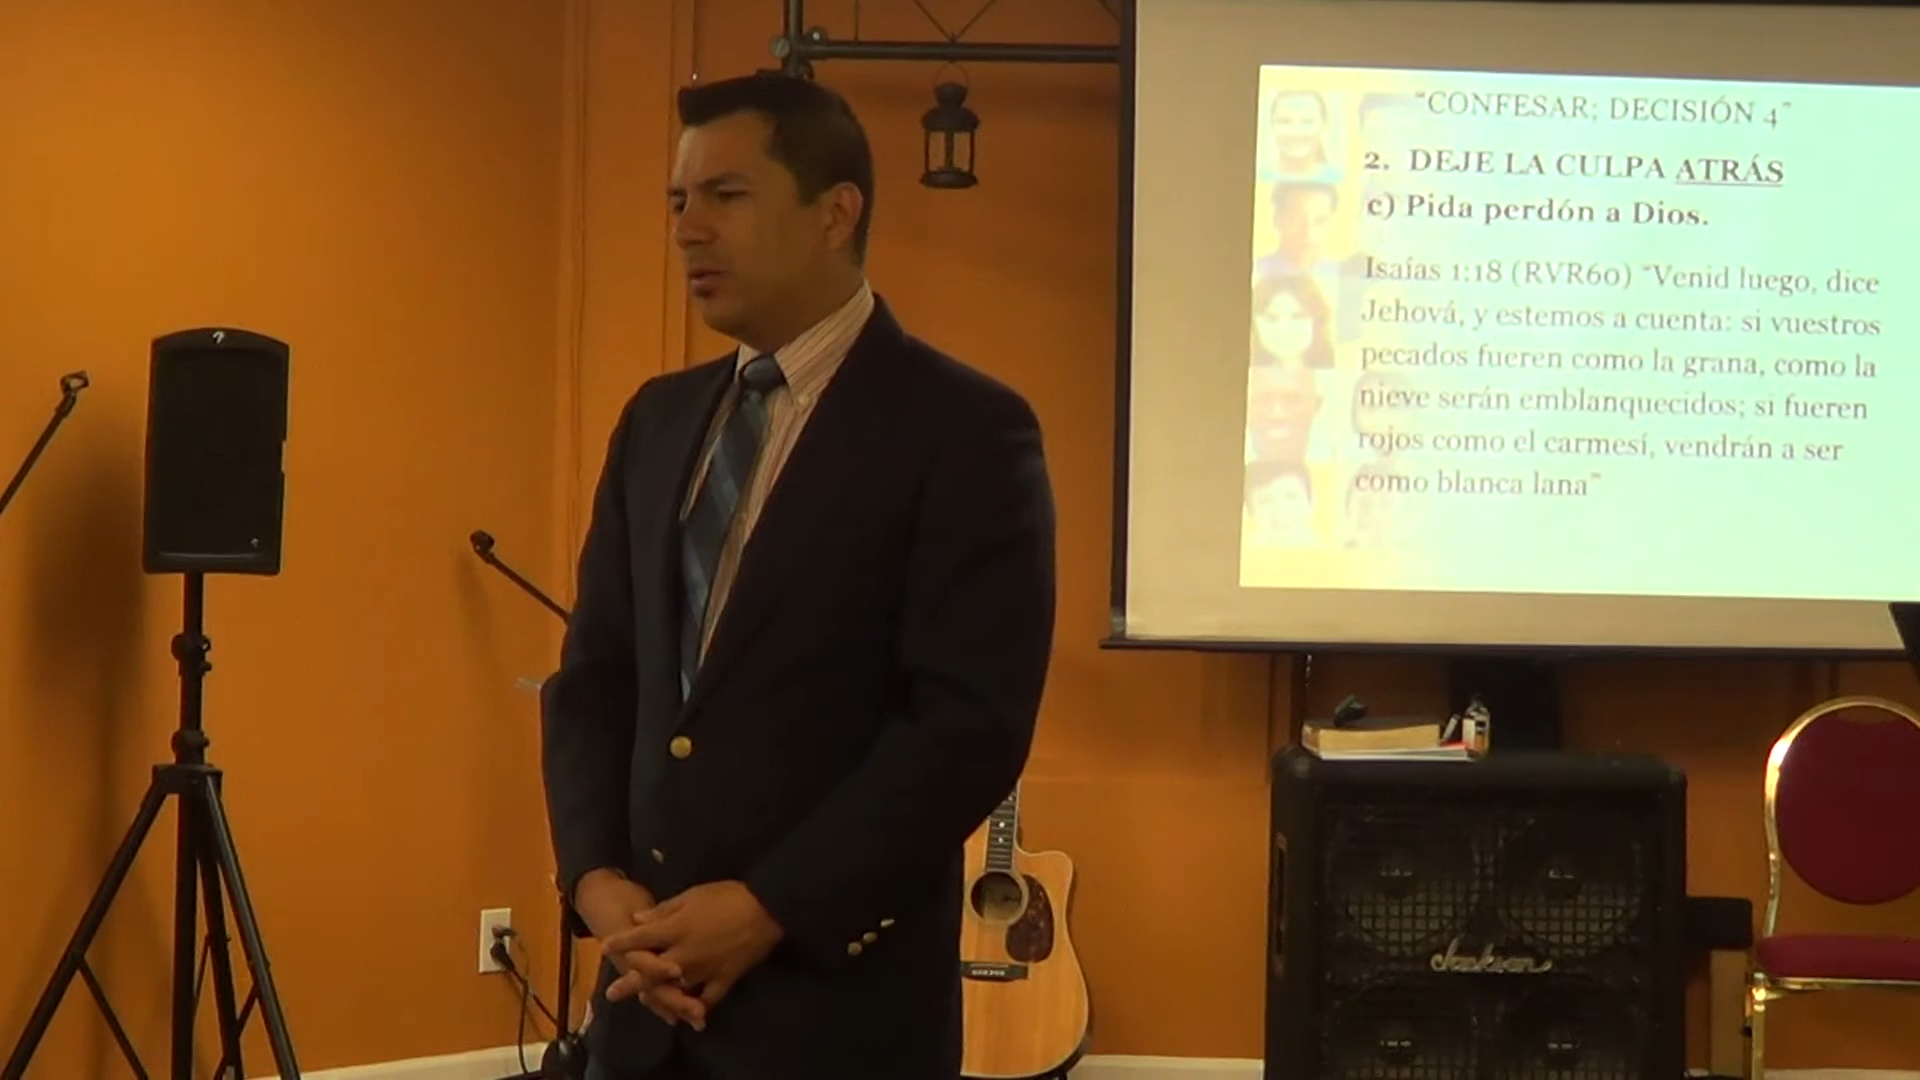 “CONFESAR; DECISIÓN 4”
2. DEJE LA CULPA ATRÁS
c) Pida perdón a Dios.
Isaías 1:18 (RVR60) “Venid luego, dice
Jehová, y estemos a cuenta: si vuestros
pecados fueren como la grana, como la
nieve serán emblanquecidos; si fueren
rojos como el carmesí, vendrán a ser
como blanca lana”
Jackson